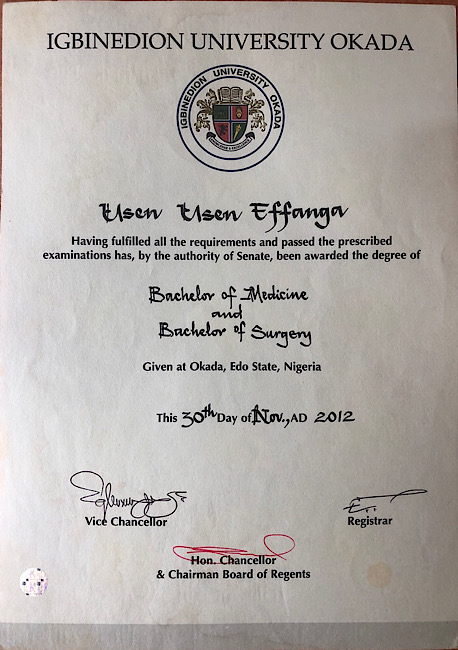 IGBINEDION UNIVERSITY OKADA
IGBINEDION UNIVERSITY OKADA
Usen Usen Effanga
Having fulfilled all the requirements and passed the prescribed
examinations has, by the authority of Senate, been awarded the degree of
Bachelor of Medicine
and
Bachelor of Surgery
Given at Okada, Edo State, Nigeria
This 30th Day of Nov., AD 2012
Vice Chancellor
Registrar
Hon. Chancellor
& Chairman Board of Regents